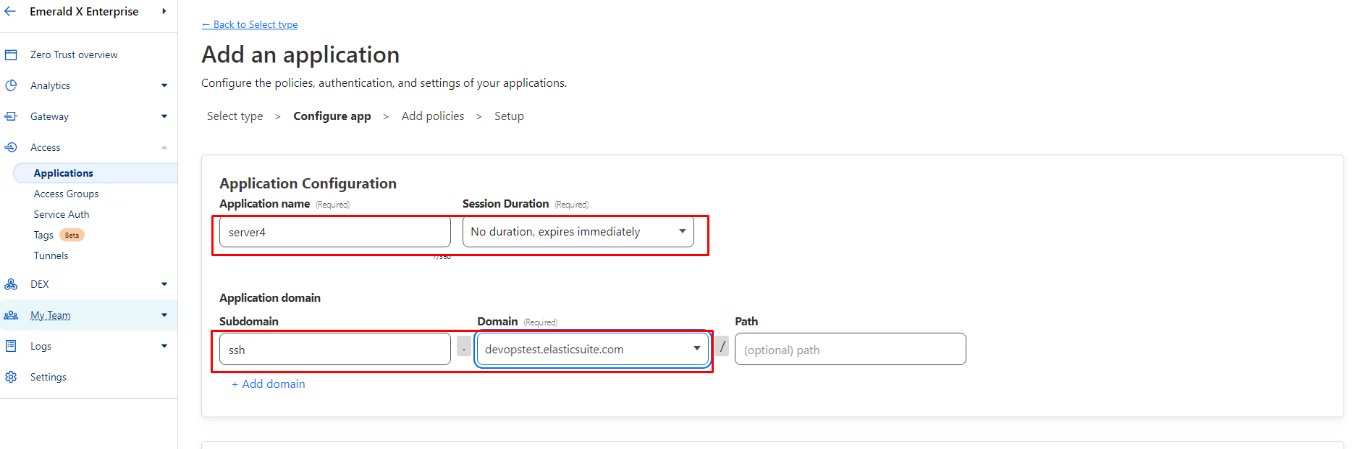 Emerald X Enterprise
Zero Trust overview
Analytics
Gateway
Access
Applications
Access Groups
Service Auth
Tags Beta
Tunnels
DEX
My Team
Logs
Settings
← Back to Select type
Add an application
Configure the policies, authentication, and settings of your applications.
Select type > Configure app > Add policies > Setup
Application Configuration
Application name (Required) Session Duration (Required)
server4 No duration, expires immediately
Application domain
Subdomain Domain (Required) Path
ssh . devopstest.elasticsuite.com / (optional) path
+ Add domain